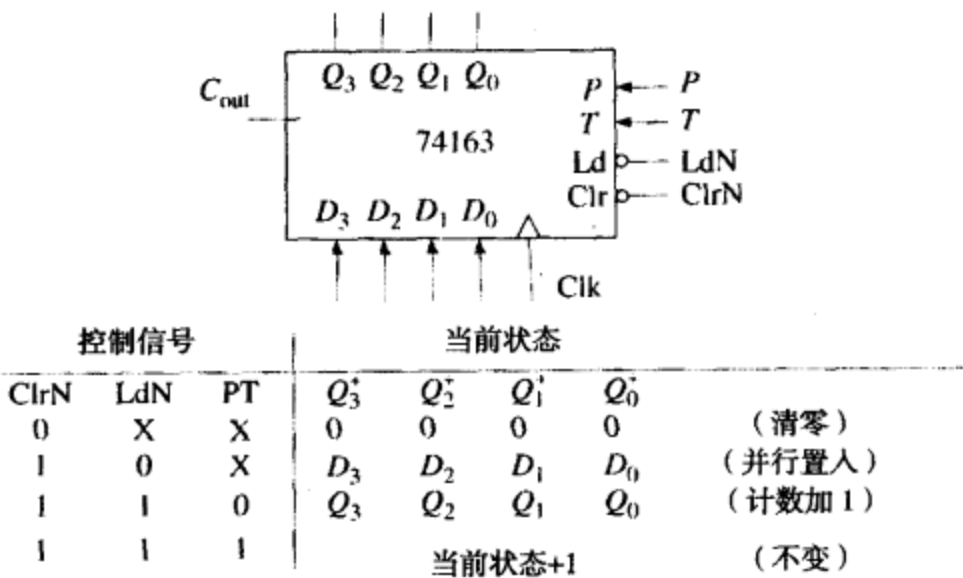 Q₃ Q₂ Q₁ Q₀
P P
C_out
T T
74163
Ld LdN
Clr ClrN
D₃ D₂ D₁ D₀
Clk
控制信号 当前状态
ClrN LdN PT Q₃⁺ Q₂⁺ Q₁⁺ Q₀⁺
0 X X 0 0 0 0 (清零)
1 0 X D₃ D₂ D₁ D₀ (并行置入)
1 1 0 Q₃ Q₂ Q₁ Q₀ (计数加1)
1 1 1 当前状态+1 (不变)